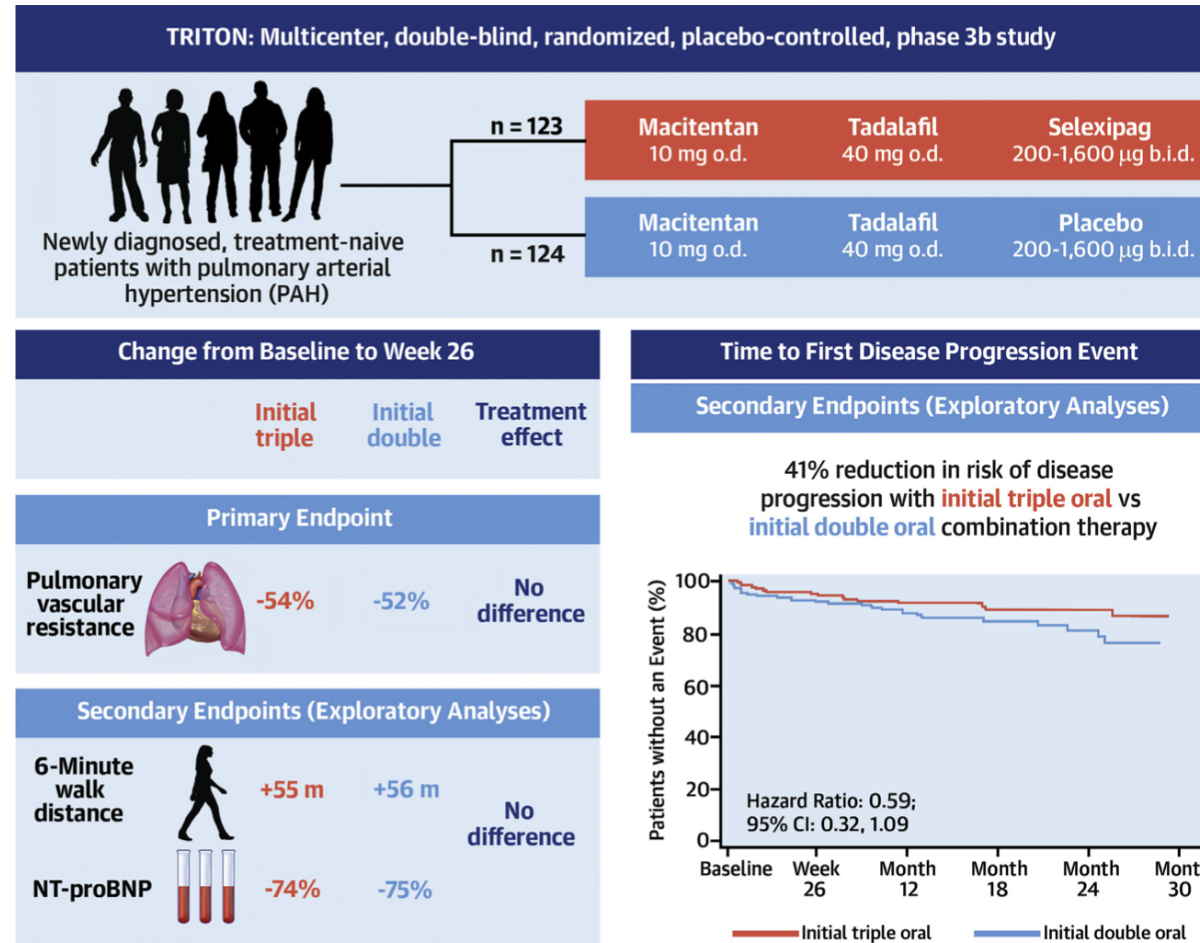 TRITON: Multicenter, double-blind, randomized, placebo-controlled, phase 3b study
n = 123
Macitentan
10 mg o.d.
Tadalafil
40 mg o.d.
Selexipag
200-1,600 μg b.i.d.
Newly diagnosed, treatment-naive
patients with pulmonary arterial
hypertension (PAH)
n = 124
Macitentan
10 mg o.d.
Tadalafil
40 mg o.d.
Placebo
200-1,600 μg b.i.d.
Change from Baseline to Week 26
Initial
triple
Initial
double
Treatment
effect
Primary Endpoint
Pulmonary
vascular
resistance
-54%
-52%
No
difference
Secondary Endpoints (Exploratory Analyses)
6-Minute
walk
distance
+55 m
+56 m
No
difference
NT-proBNP
-74%
-75%
Time to First Disease Progression Event
Secondary Endpoints (Exploratory Analyses)
41% reduction in risk of disease
progression with initial triple oral vs
initial double oral combination therapy
Patients without an Event (%)
100
80
60
40
20
0
Hazard Ratio: 0.59;
95% CI: 0.32, 1.09
Baseline
Week
26
Month
12
Month
18
Month
24
Mont
30
Initial triple oral
Initial double oral